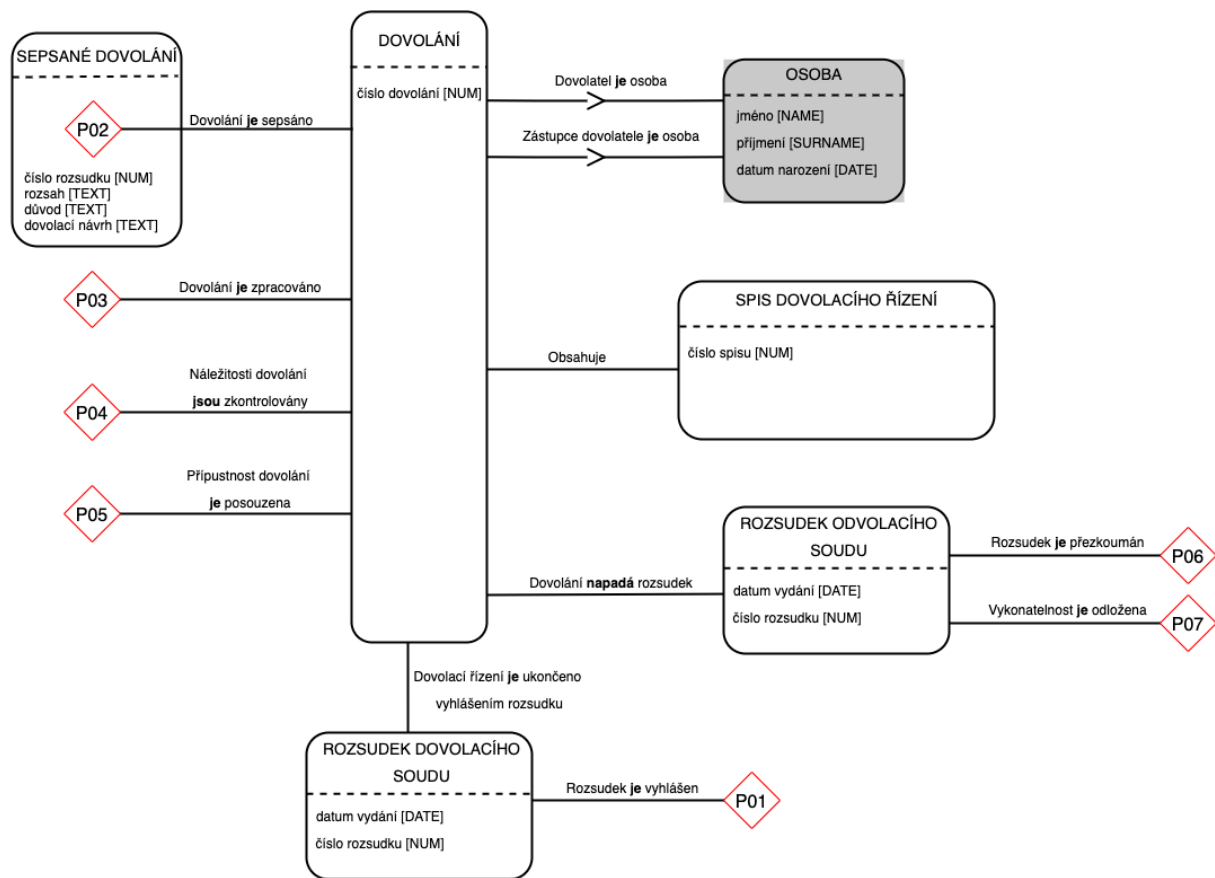 SEPSANÉ DOVOLÁNÍ
P02
číslo rozsudku [NUM]
rozsah [TEXT]
důvod [TEXT]
dovolací návrh [TEXT]
Dovolání je sepsáno
DOVOLÁNÍ
číslo dovolání [NUM]
Dovolatel je osoba
Zástupce dovolatele je osoba
OSOBA
jméno [NAME]
příjmení [SURNAME]
datum narození [DATE]
P03
Dovolání je zpracováno
P04
Náležitosti dovolání
jsou zkontrolovány
P05
Přípustnost dovolání
je posouzena
Obsahuje
SPIS DOVOLACÍHO ŘÍZENÍ
číslo spisu [NUM]
Dovolání napadá rozsudek
ROZSUDEK ODVOLACÍHO
SOUDU
datum vydání [DATE]
číslo rozsudku [NUM]
Rozsudek je přezkoumán
P06
Vykonatelnost je odložena
P07
Dovolací řízení je ukončeno
vyhlášením rozsudku
ROZSUDEK DOVOLACÍHO
SOUDU
datum vydání [DATE]
číslo rozsudku [NUM]
Rozsudek je vyhlášen
P01